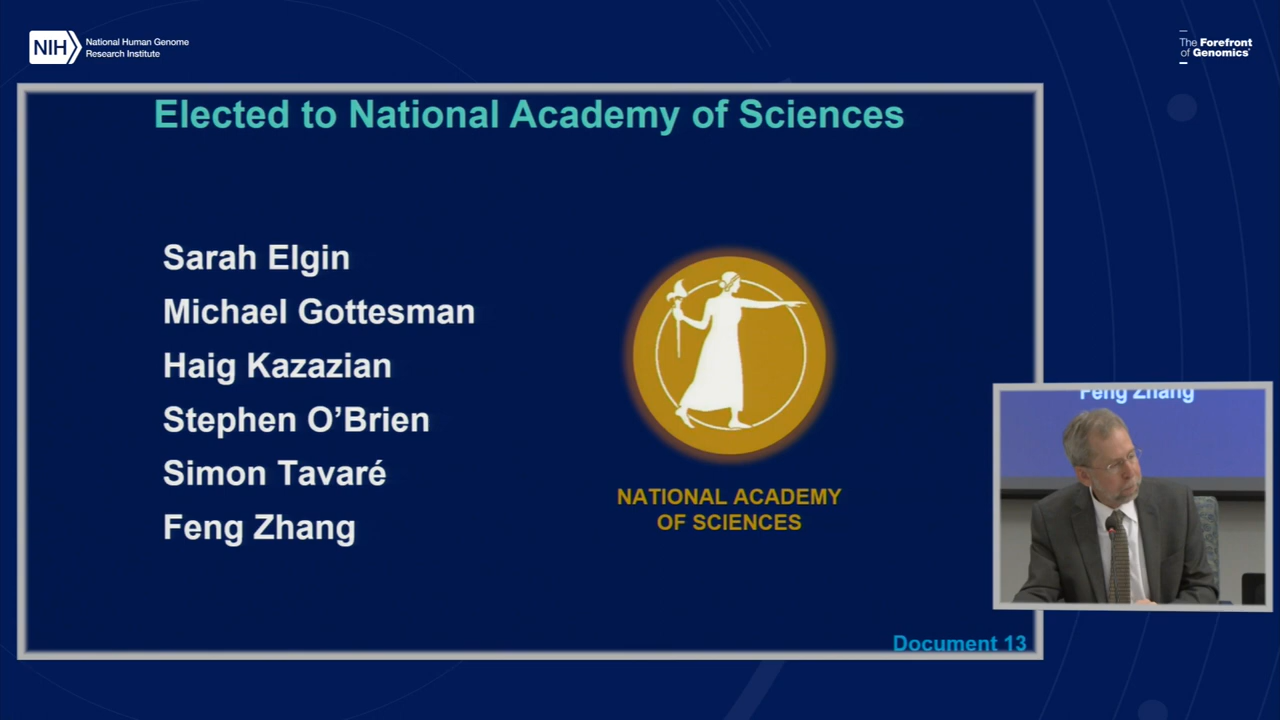 NIH
National Human Genome
Research Institute
The Forefront
of Genomics
Elected to National Academy of Sciences
Sarah Elgin
Michael Gottesman
Haig Kazazian
Stephen O’Brien
Simon Tavaré
Feng Zhang
NATIONAL ACADEMY
OF SCIENCES
Document 13
Feng Zhang